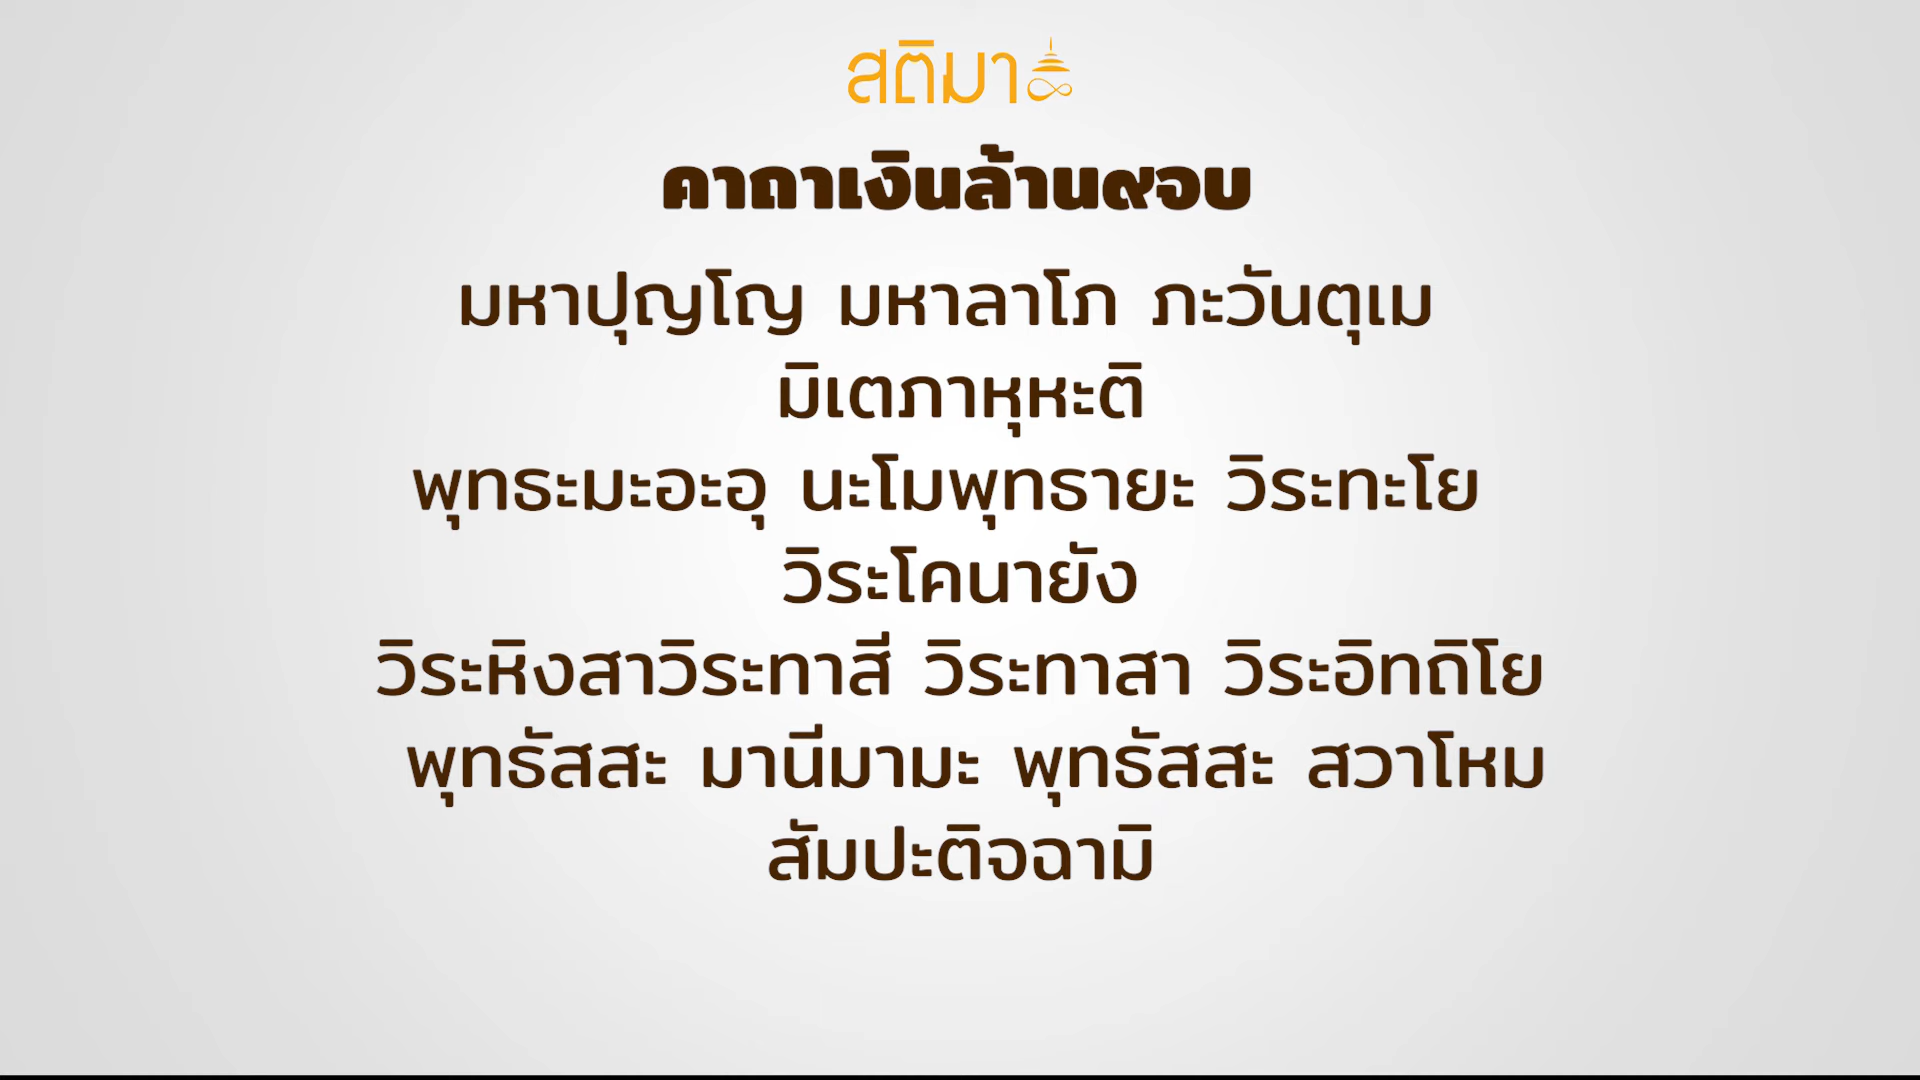 สติมา
คาถาเงินล้าน๙จบ
มหาปุญโญ มหาลาโภ ภะวันตุเม
มิเตภาหุหะติ
พุทธะมะอะอุ นะโมพุทธายะ วิระทะโย
วิระโคนายัง
วิระหิงสาวิระทาสี วิระทาสา วิระอิทถิโย
พุทธัสสะ มานีมามะ พุทธัสสะ สวาโหม
สัมปะติจฉามิ